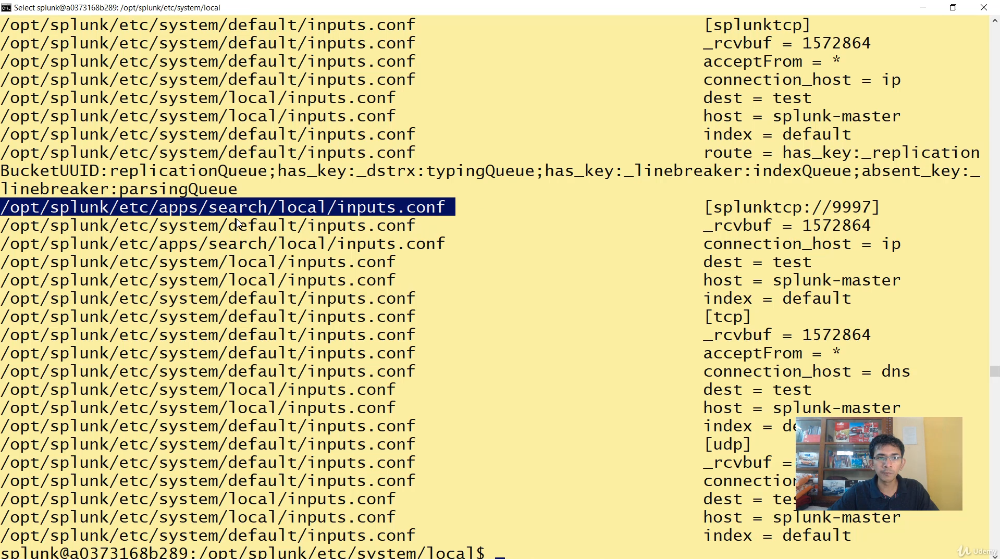 Select splunk@a0373168b289: /opt/splunk/etc/system/local
/opt/splunk/etc/system/default/inputs.conf [splunktcp]
/opt/splunk/etc/system/default/inputs.conf _rcvbuf = 1572864
/opt/splunk/etc/system/default/inputs.conf acceptFrom = *
/opt/splunk/etc/system/default/inputs.conf connection_host = ip
/opt/splunk/etc/system/local/inputs.conf dest = test
/opt/splunk/etc/system/local/inputs.conf host = splunk-master
/opt/splunk/etc/system/default/inputs.conf index = default
/opt/splunk/etc/system/default/inputs.conf route = has_key:_replication
BucketUUID:replicationQueue;has_key:_dstrx:typingQueue;has_key:_linebreaker:indexQueue;absent_key:_
linebreaker:parsingQueue
/opt/splunk/etc/apps/search/local/inputs.conf [splunktcp://9997]
/opt/splunk/etc/system/default/inputs.conf _rcvbuf = 1572864
/opt/splunk/etc/apps/search/local/inputs.conf connection_host = ip
/opt/splunk/etc/system/local/inputs.conf dest = test
/opt/splunk/etc/system/local/inputs.conf host = splunk-master
/opt/splunk/etc/system/default/inputs.conf index = default
/opt/splunk/etc/system/default/inputs.conf [tcp]
/opt/splunk/etc/system/default/inputs.conf _rcvbuf = 1572864
/opt/splunk/etc/system/default/inputs.conf acceptFrom = *
/opt/splunk/etc/system/default/inputs.conf connection_host = dns
/opt/splunk/etc/system/local/inputs.conf dest = test
/opt/splunk/etc/system/local/inputs.conf host = splunk-master
/opt/splunk/etc/system/default/inputs.conf index =
/opt/splunk/etc/system/default/inputs.conf [udp]
/opt/splunk/etc/system/default/inputs.conf _rcvbuf =
/opt/splunk/etc/system/default/inputs.conf
/opt/splunk/etc/system/local/inputs.conf dest =
/opt/splunk/etc/system/local/inputs.conf host = splunk-master
/opt/splunk/etc/system/default/inputs.conf index = default
splunk@a0373168b289:/opt/splunk/etc/system/local$
Udemy